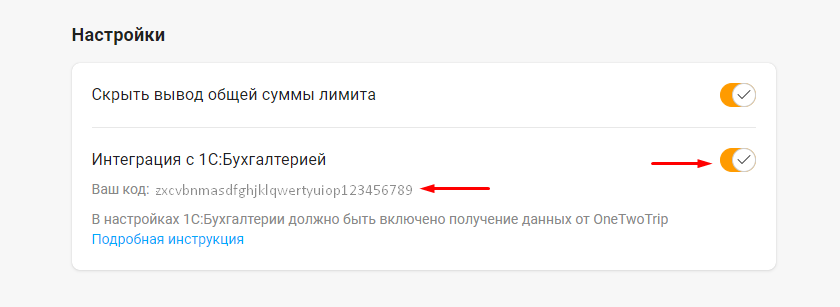 Настройки
Скрыть вывод общей суммы лимита
Интеграция с 1С:Бухгалтерией
Ваш код: zxcvbnmasdfghjklqwertyuiop123456789
В настройках 1С:Бухгалтерии должно быть включено получение данных от OneTwoTrip
Подробная инструкция